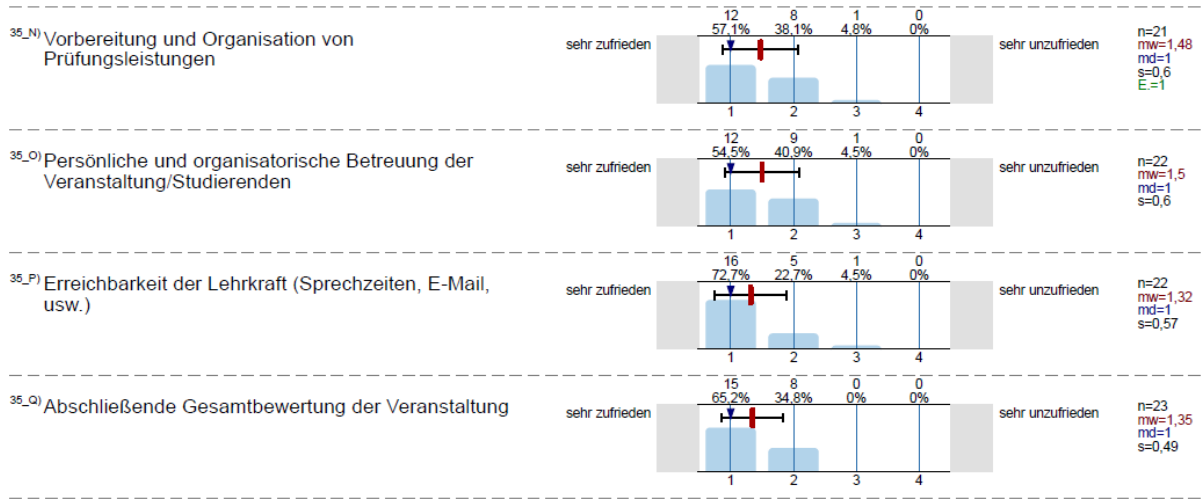 12 8 1 0
57,1% 38,1% 4,8% 0%
35_N) Vorbereitung und Organisation von
Prüfungsleistungen
sehr zufrieden
sehr unzufrieden
n=21
mw=1,48
md=1
s=0,6
E.=1
1 2 3 4
12 9 1 0
54,5% 40,9% 4,5% 0%
35_O) Persönliche und organisatorische Betreuung der
Veranstaltung/Studierenden
sehr zufrieden
sehr unzufrieden
n=22
mw=1,5
md=1
s=0,6
1 2 3 4
16 5 1 0
72,7% 22,7% 4,5% 0%
35_P) Erreichbarkeit der Lehrkraft (Sprechzeiten, E-Mail,
usw.)
sehr zufrieden
sehr unzufrieden
n=22
mw=1,32
md=1
s=0,57
1 2 3 4
15 8 0 0
65,2% 34,8% 0% 0%
35_Q) Abschließende Gesamtbewertung der Veranstaltung
sehr zufrieden
sehr unzufrieden
n=23
mw=1,35
md=1
s=0,49
1 2 3 4